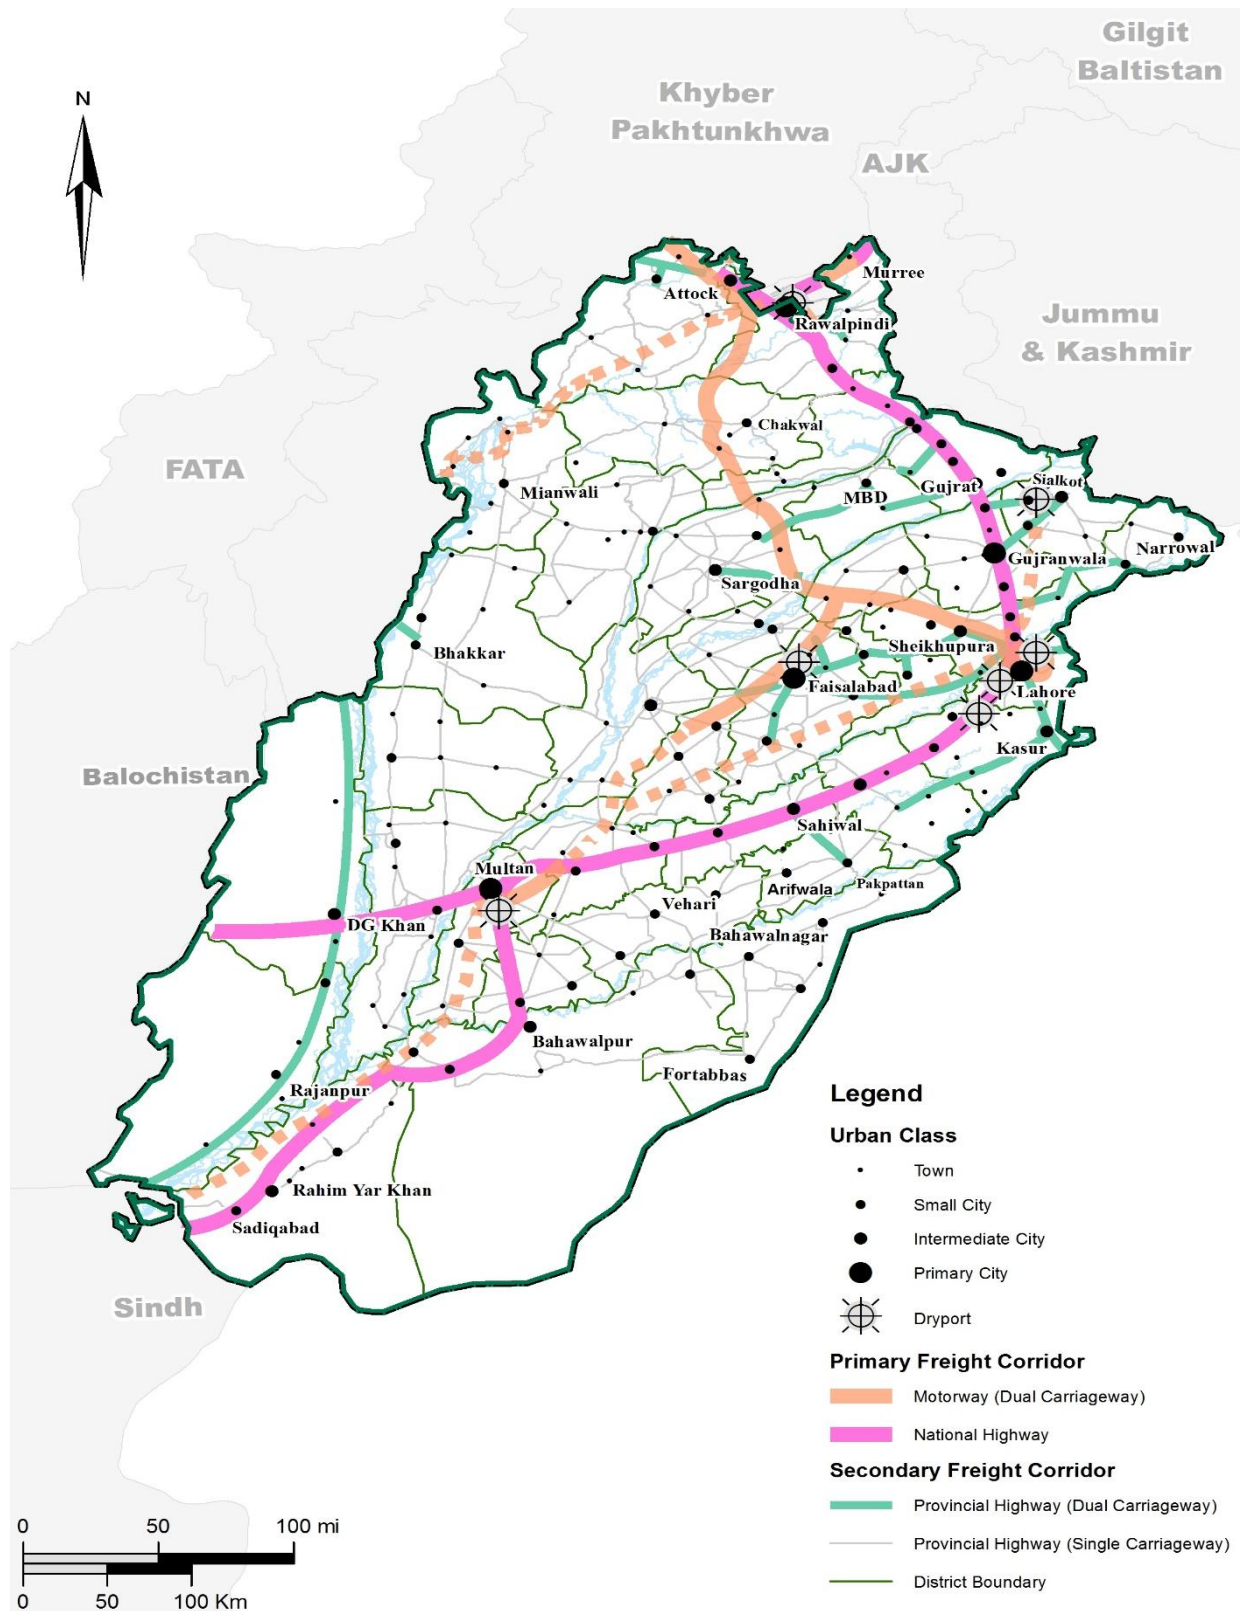 Gilgit
Baltistan
Khyber
Pakhtunkhwa
N
AJK
Murree
Attock
Rawalpindi
Jummu
& Kashmir
Chakwal
FATA
Mianwali
MBD
Gujrat
Sialkot
Gujranwala
Narrowal
Sargodha
Bhakkar
Sheikhupura
Faisalabad
Lahore
Kasur
Balochistan
Sahiwal
Multan
Arifwala
Pakpattan
Vehari
DG Khan
Bahawalnagar
Bahawalpur
Fortabbas
Rajanpur
Rahim Yar Khan
Sadiqabad
Sindh
Legend
Urban Class
Town
Small City
Intermediate City
Primary City
Dryport
Primary Freight Corridor
Motorway (Dual Carriageway)
National Highway
Secondary Freight Corridor
Provincial Highway (Dual Carriageway)
Provincial Highway (Single Carriageway)
District Boundary
0 50 100 mi
0 50 100 Km